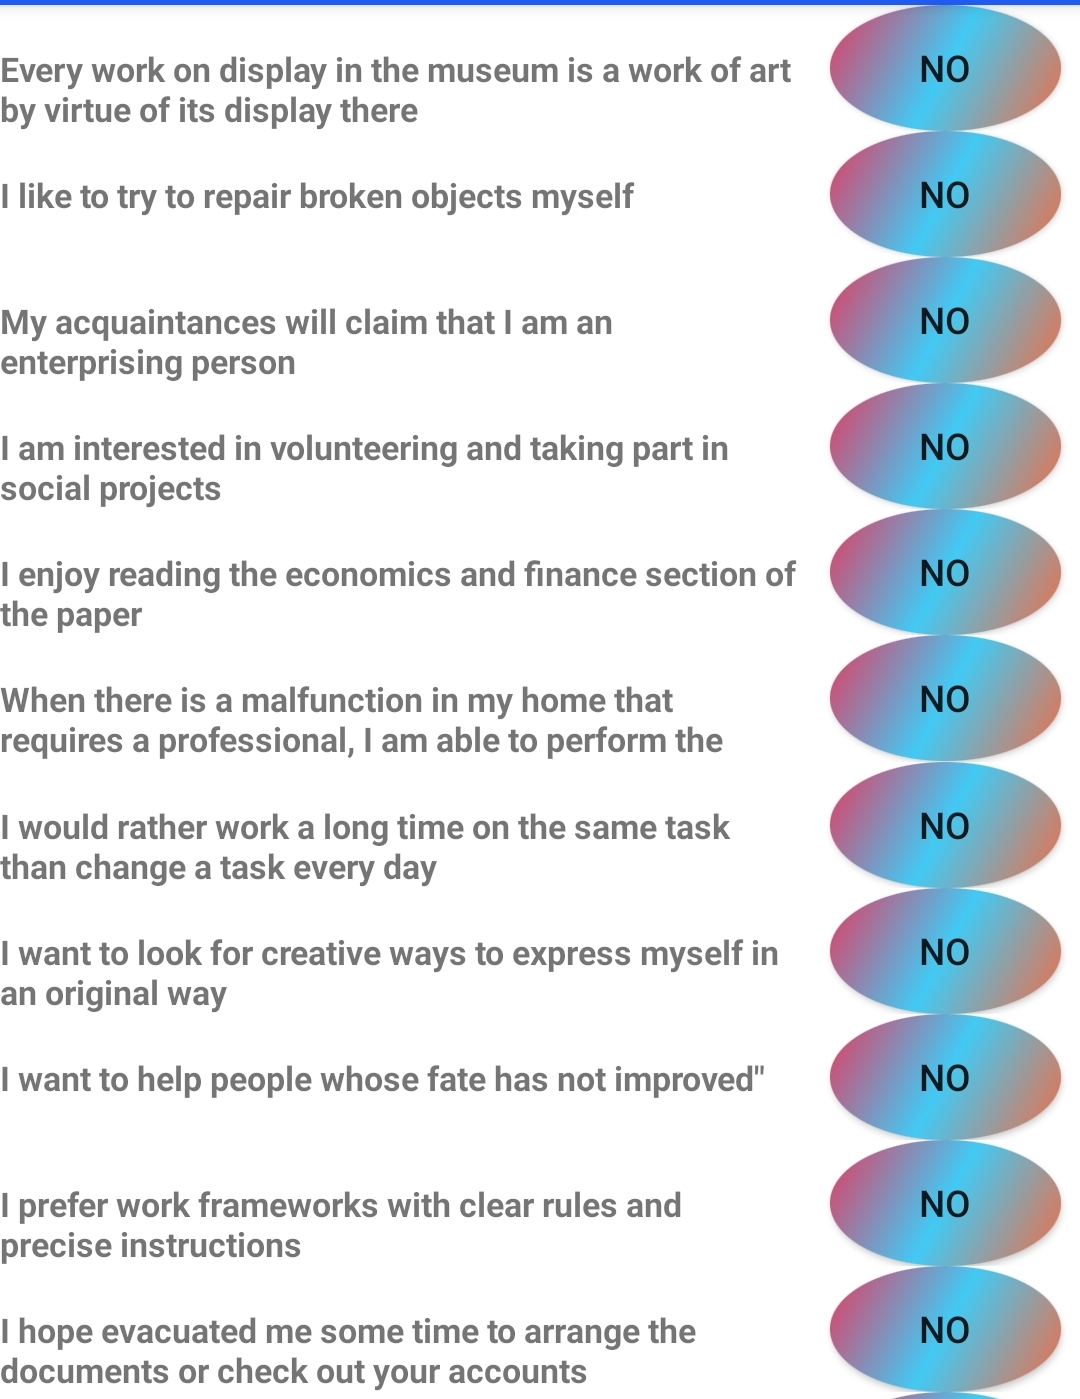 Every work on display in the museum is a work of art
by virtue of its display there
NO
I like to try to repair broken objects myself
NO
My acquaintances will claim that I am an
enterprising person
NO
I am interested in volunteering and taking part in
social projects
NO
I enjoy reading the economics and finance section of
the paper
NO
When there is a malfunction in my home that
requires a professional, I am able to perform the
NO
I would rather work a long time on the same task
than change a task every day
NO
I want to look for creative ways to express myself in
an original way
NO
I want to help people whose fate has not improved"
NO
I prefer work frameworks with clear rules and
precise instructions
NO
I hope evacuated me some time to arrange the
documents or check out your accounts
NO